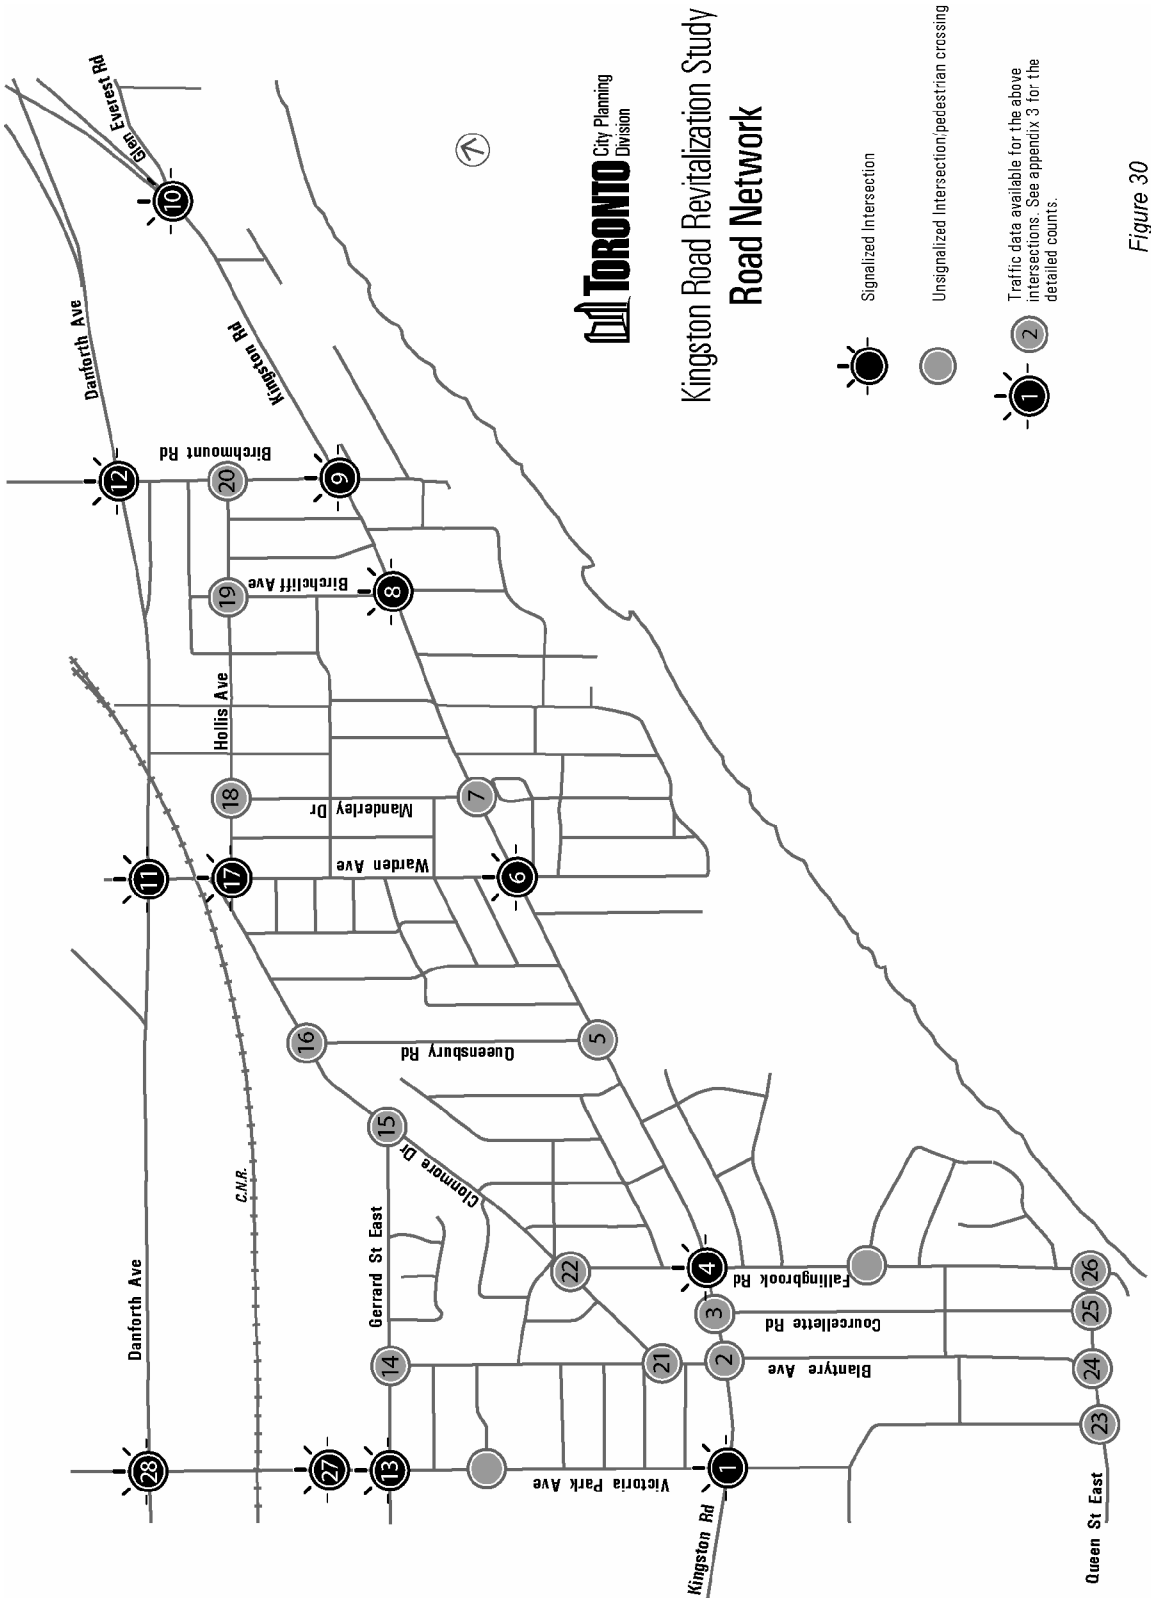 TORONTO
City Planning
Division
Kingston Road Revitalization Study
Road Network
Signalized Intersection
Unsignalized Intersection/pedestrian crossing
1
2
Traffic data available for the above
intersections. See appendix 3 for the
detailed counts.
Figure 30
Danforth Ave
Danforth Ave
Glen Everest Rd
Kingston Rd
Birchmount Rd
Birchcliff Ave
Hollis Ave
Manderley Dr
Warden Ave
Queensbury Rd
C.N.R.
Clonmore Dr
Gerrard St East
Fallingbrook Rd
Courcellette Rd
Blantyre Ave
Victoria Park Ave
Kingston Rd
Queen St East
28
11
12
10
27
13
14
15
16
17
18
19
20
21
22
1
2
3
4
5
6
7
8
9
23
24
25
26